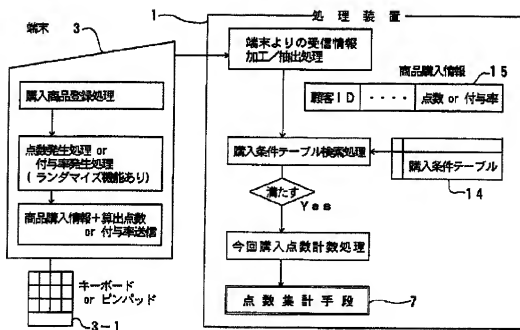 端末
3
購入商品登録処理
点数発生処理 or
付与率発生処理
(ランダマイズ機能あり)
商品購入情報+算出点数
or 付与率送信
キーボード
or ピンパッド
3-1
1
処理装置
端末よりの受信情報
加工/抽出処理
商品購入情報
15
顧客ID
・・・・
点数 or 付与率
購入条件テーブル検索処理
購入条件テーブル
14
満たす
Yes
今回購入点数計数処理
点数集計手段
7